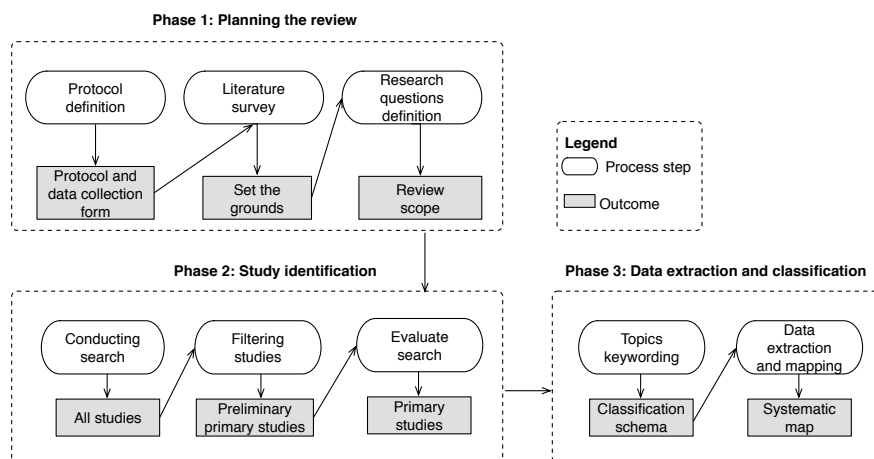 Phase 1: Planning the review
Protocol
definition
Literature
survey
Research
questions
definition
Protocol and
data collection
form
Set the
grounds
Review
scope
Legend
Process step
Outcome
Phase 2: Study identification
Conducting
search
Filtering
studies
Evaluate
search
All studies
Preliminary
primary studies
Primary
studies
Phase 3: Data extraction and classification
Topics
keywording
Data
extraction
and mapping
Classification
schema
Systematic
map